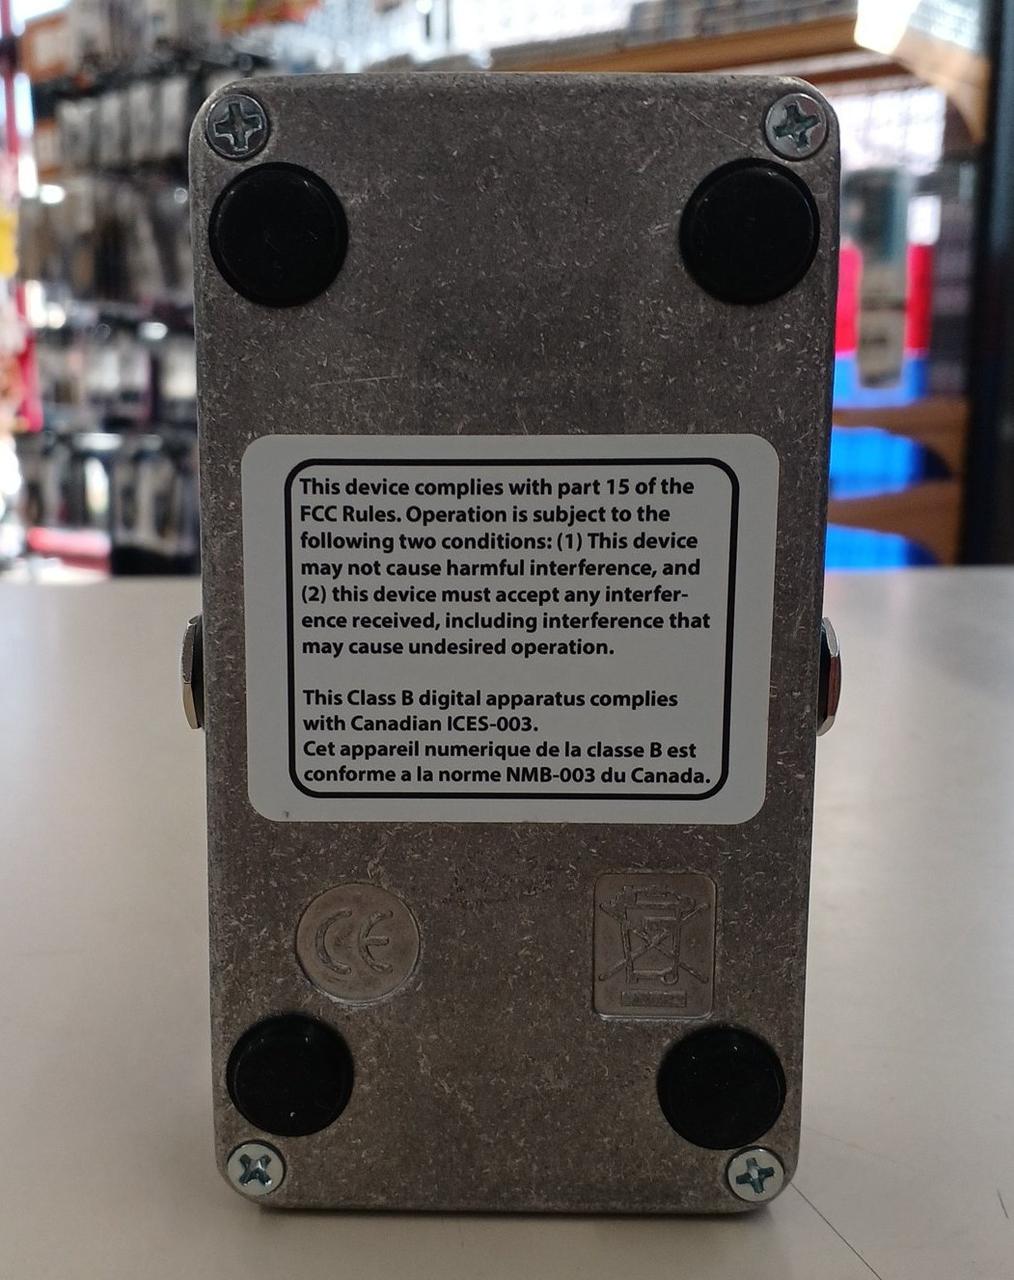 This device complies with part 15 of the
FCC Rules. Operation is subject to the
following two conditions: (1) This device
may not cause harmful interference, and
(2) this device must accept any interfer-
ence received, including interference that
may cause undesired operation.
This Class B digital apparatus complies
with Canadian ICES-003.
Cet appareil numerique de la classe B est
conforme a la norme NMB-003 du Canada.
CE